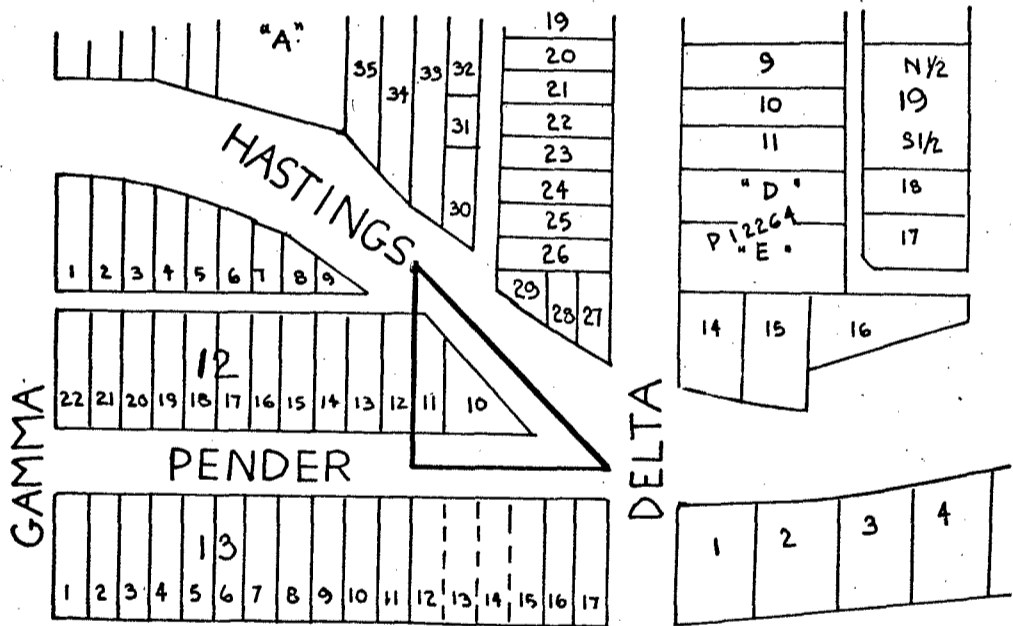 "A"
35 34 33 32
31
30
19
20
21
22
23
24
25
26
29 28 27
9
10
11
"D"
P 12264
"E"
N 1/2
19
S 1/2
18
17
HASTINGS
1 2 3 4 5 6 7 8 9
14 15 16
12
22 21 20 19 18 17 16 15 14 13 12 11 10
GAMMA
PENDER
DELTA
13
1 2 3 4 5 6 7 8 9 10 11 12 13 14 15 16 17
1 2 3 4